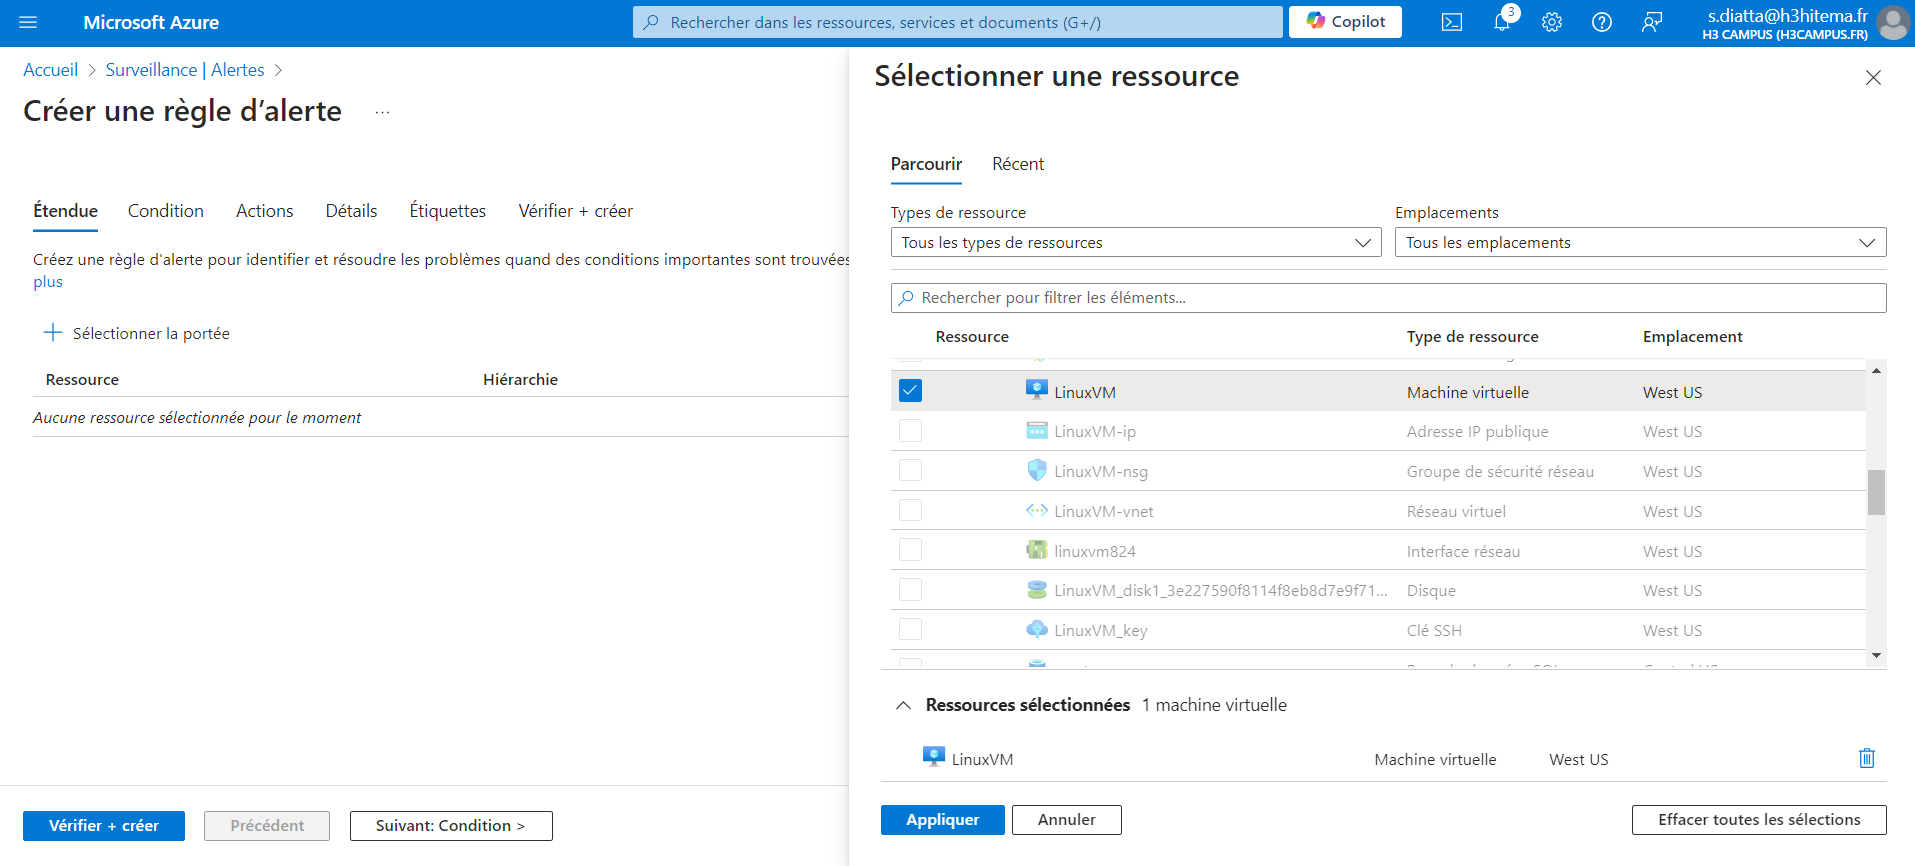 Microsoft Azure
Rechercher dans les ressources, services et documents (G+/)
Copilot
3
s.diatta@h3hitema.fr
H3 CAMPUS (H3CAMPUS.FR)
Accueil > Surveillance | Alertes >
Créer une règle d’alerte ...
Étendue Condition Actions Détails Étiquettes Vérifier + créer
Créez une règle d'alerte pour identifier et résoudre les problèmes quand des conditions importantes sont trouvées
plus
Sélectionner la portée
Ressource Hiérarchie
Aucune ressource sélectionnée pour le moment
Vérifier + créer Précédent Suivant: Condition >
Sélectionner une ressource
Parcourir Récent
Types de ressource Emplacements
Tous les types de ressources Tous les emplacements
Rechercher pour filtrer les éléments...
Ressource Type de ressource Emplacement
LinuxVM Machine virtuelle West US
LinuxVM-ip Adresse IP publique West US
LinuxVM-nsg Groupe de sécurité réseau West US
LinuxVM-vnet Réseau virtuel West US
linuxvm824 Interface réseau West US
LinuxVM_disk1_3e227590f8114f8eb8d7e9f71... Disque West US
LinuxVM_key Clé SSH West US
Ressources sélectionnées 1 machine virtuelle
LinuxVM Machine virtuelle West US
Appliquer Annuler Effacer toutes les sélections